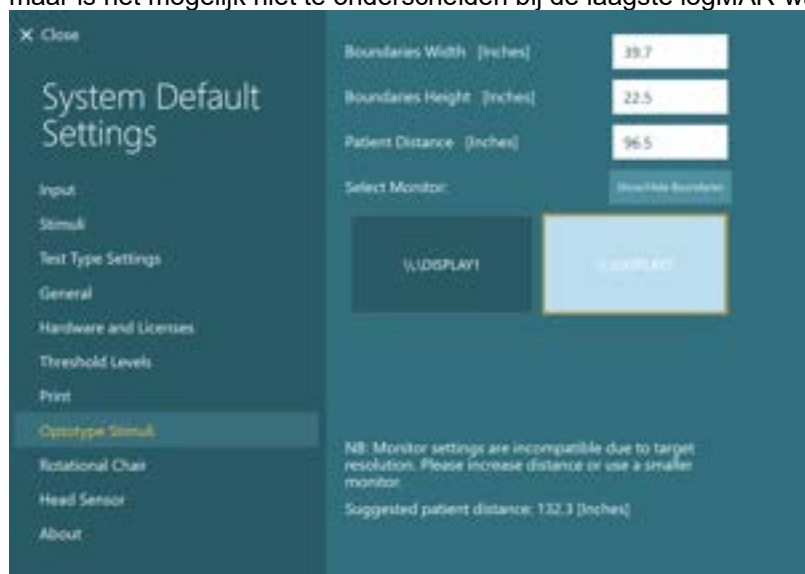 maar is het mogelijk niet te onderscheiden bij de laagste logMAR-w
× Close
System Default
Settings
Input
Stimuli
Test Type Settings
General
Hardware and Licenses
Threshold Levels
Print
Optotype Stimuli
Rotational Chair
Head Sensor
About
Boundaries Width [Inches] 39.7
Boundaries Height [Inches] 22.5
Patient Distance [Inches] 96.5
Select Monitor: Show/Hide Boundaries
\\.\DISPLAY1
NB: Monitor settings are incompatible due to target
resolution. Please increase distance or use a smaller
monitor
Suggested patient distance: 132.3 [Inches]